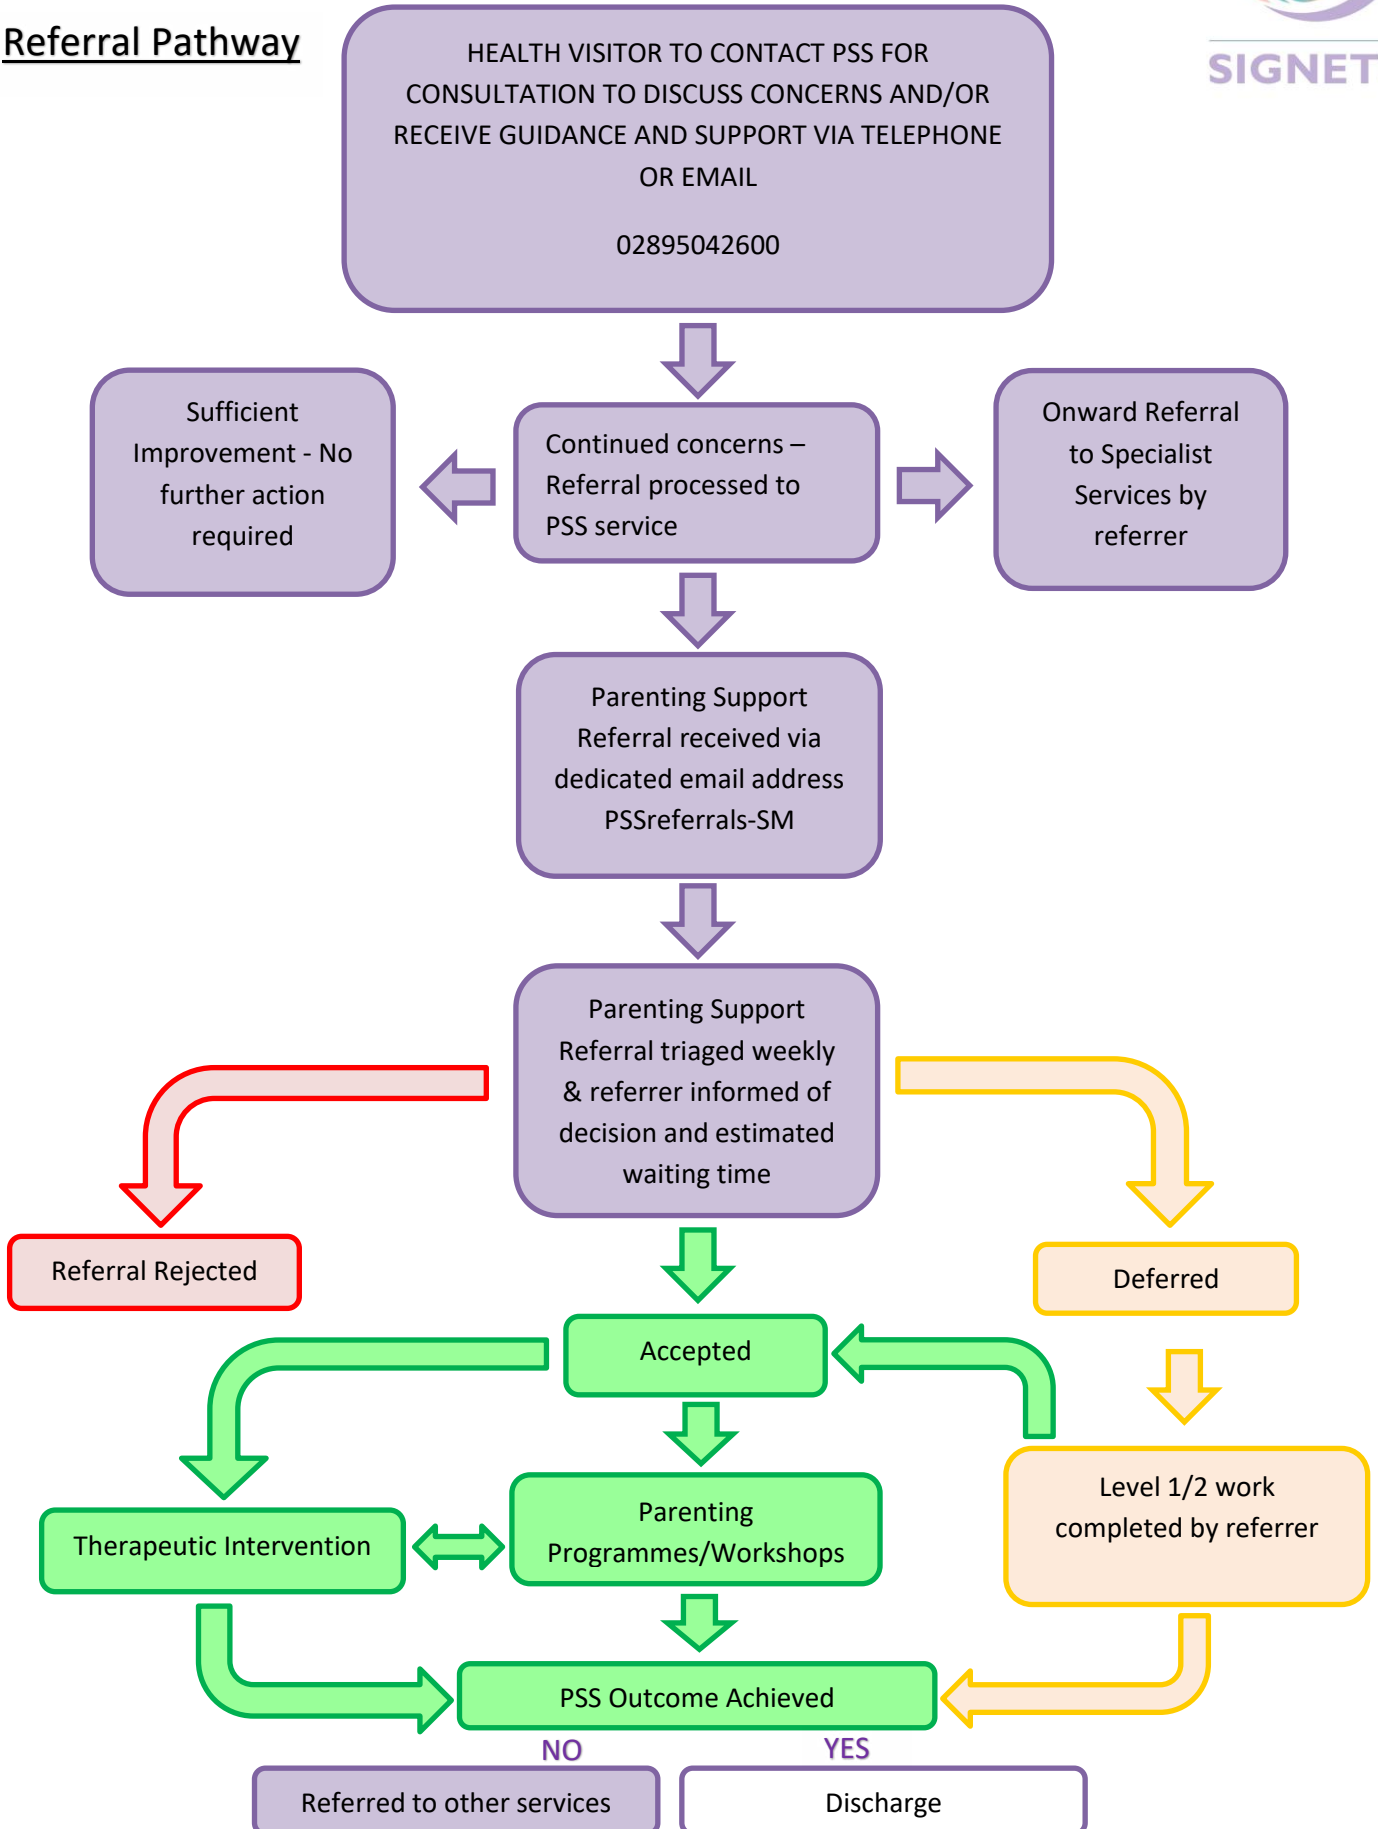 Referral Pathway
SIGNET
HEALTH VISITOR TO CONTACT PSS FOR
CONSULTATION TO DISCUSS CONCERNS AND/OR
RECEIVE GUIDANCE AND SUPPORT VIA TELEPHONE
OR EMAIL
02895042600
Sufficient
Improvement - No
further action
required
Continued concerns –
Referral processed to
PSS service
Onward Referral
to Specialist
Services by
referrer
Parenting Support
Referral received via
dedicated email address
PSSreferrals-SM
Parenting Support
Referral triaged weekly
& referrer informed of
decision and estimated
waiting time
Referral Rejected
Deferred
Accepted
Level 1/2 work
completed by referrer
Therapeutic Intervention
Parenting
Programmes/Workshops
PSS Outcome Achieved
NO
YES
Referred to other services
Discharge